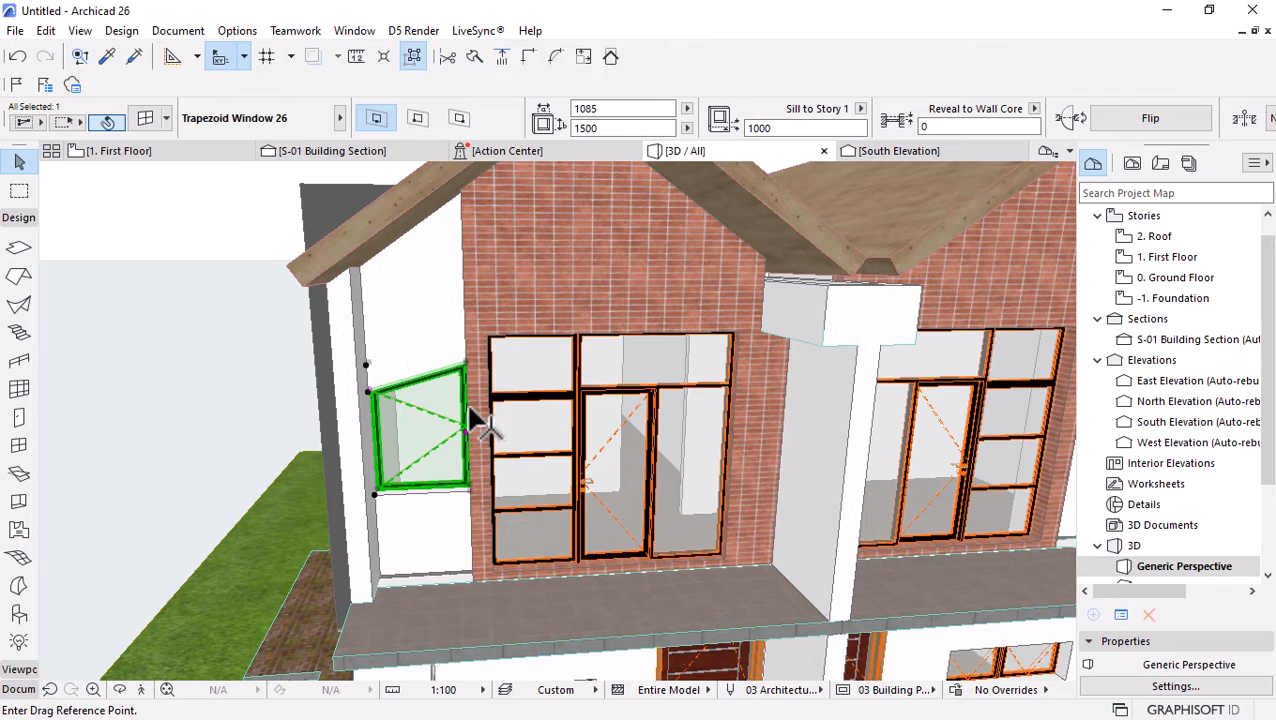 Untitled - Archicad 26
File Edit View Design Document Options Teamwork Window D5 Render LiveSync® Help
All Selected: 1
Trapezoid Window 26
1085
1500
Sill to Story 1
1000
Reveal to Wall Core
0
Flip
[1. First Floor]
[S-01 Building Section]
[Action Center]
[3D / All]
[South Elevation]
Design
Search Project Map
Stories
2. Roof
1. First Floor
0. Ground Floor
-1. Foundation
Sections
S-01 Building Section (Aut
Elevations
East Elevation (Auto-rebu
North Elevation (Auto-reb
South Elevation (Auto-reb
West Elevation (Auto-rebu
Interior Elevations
Worksheets
Details
3D Documents
3D
Generic Perspective
Properties
Generic Perspective
Settings...
Viewpc
Docum
N/A
N/A
1:100
Custom
Entire Model
03 Architectu...
03 Building P...
No Overrides
Enter Drag Reference Point.
GRAPHISOFT ID